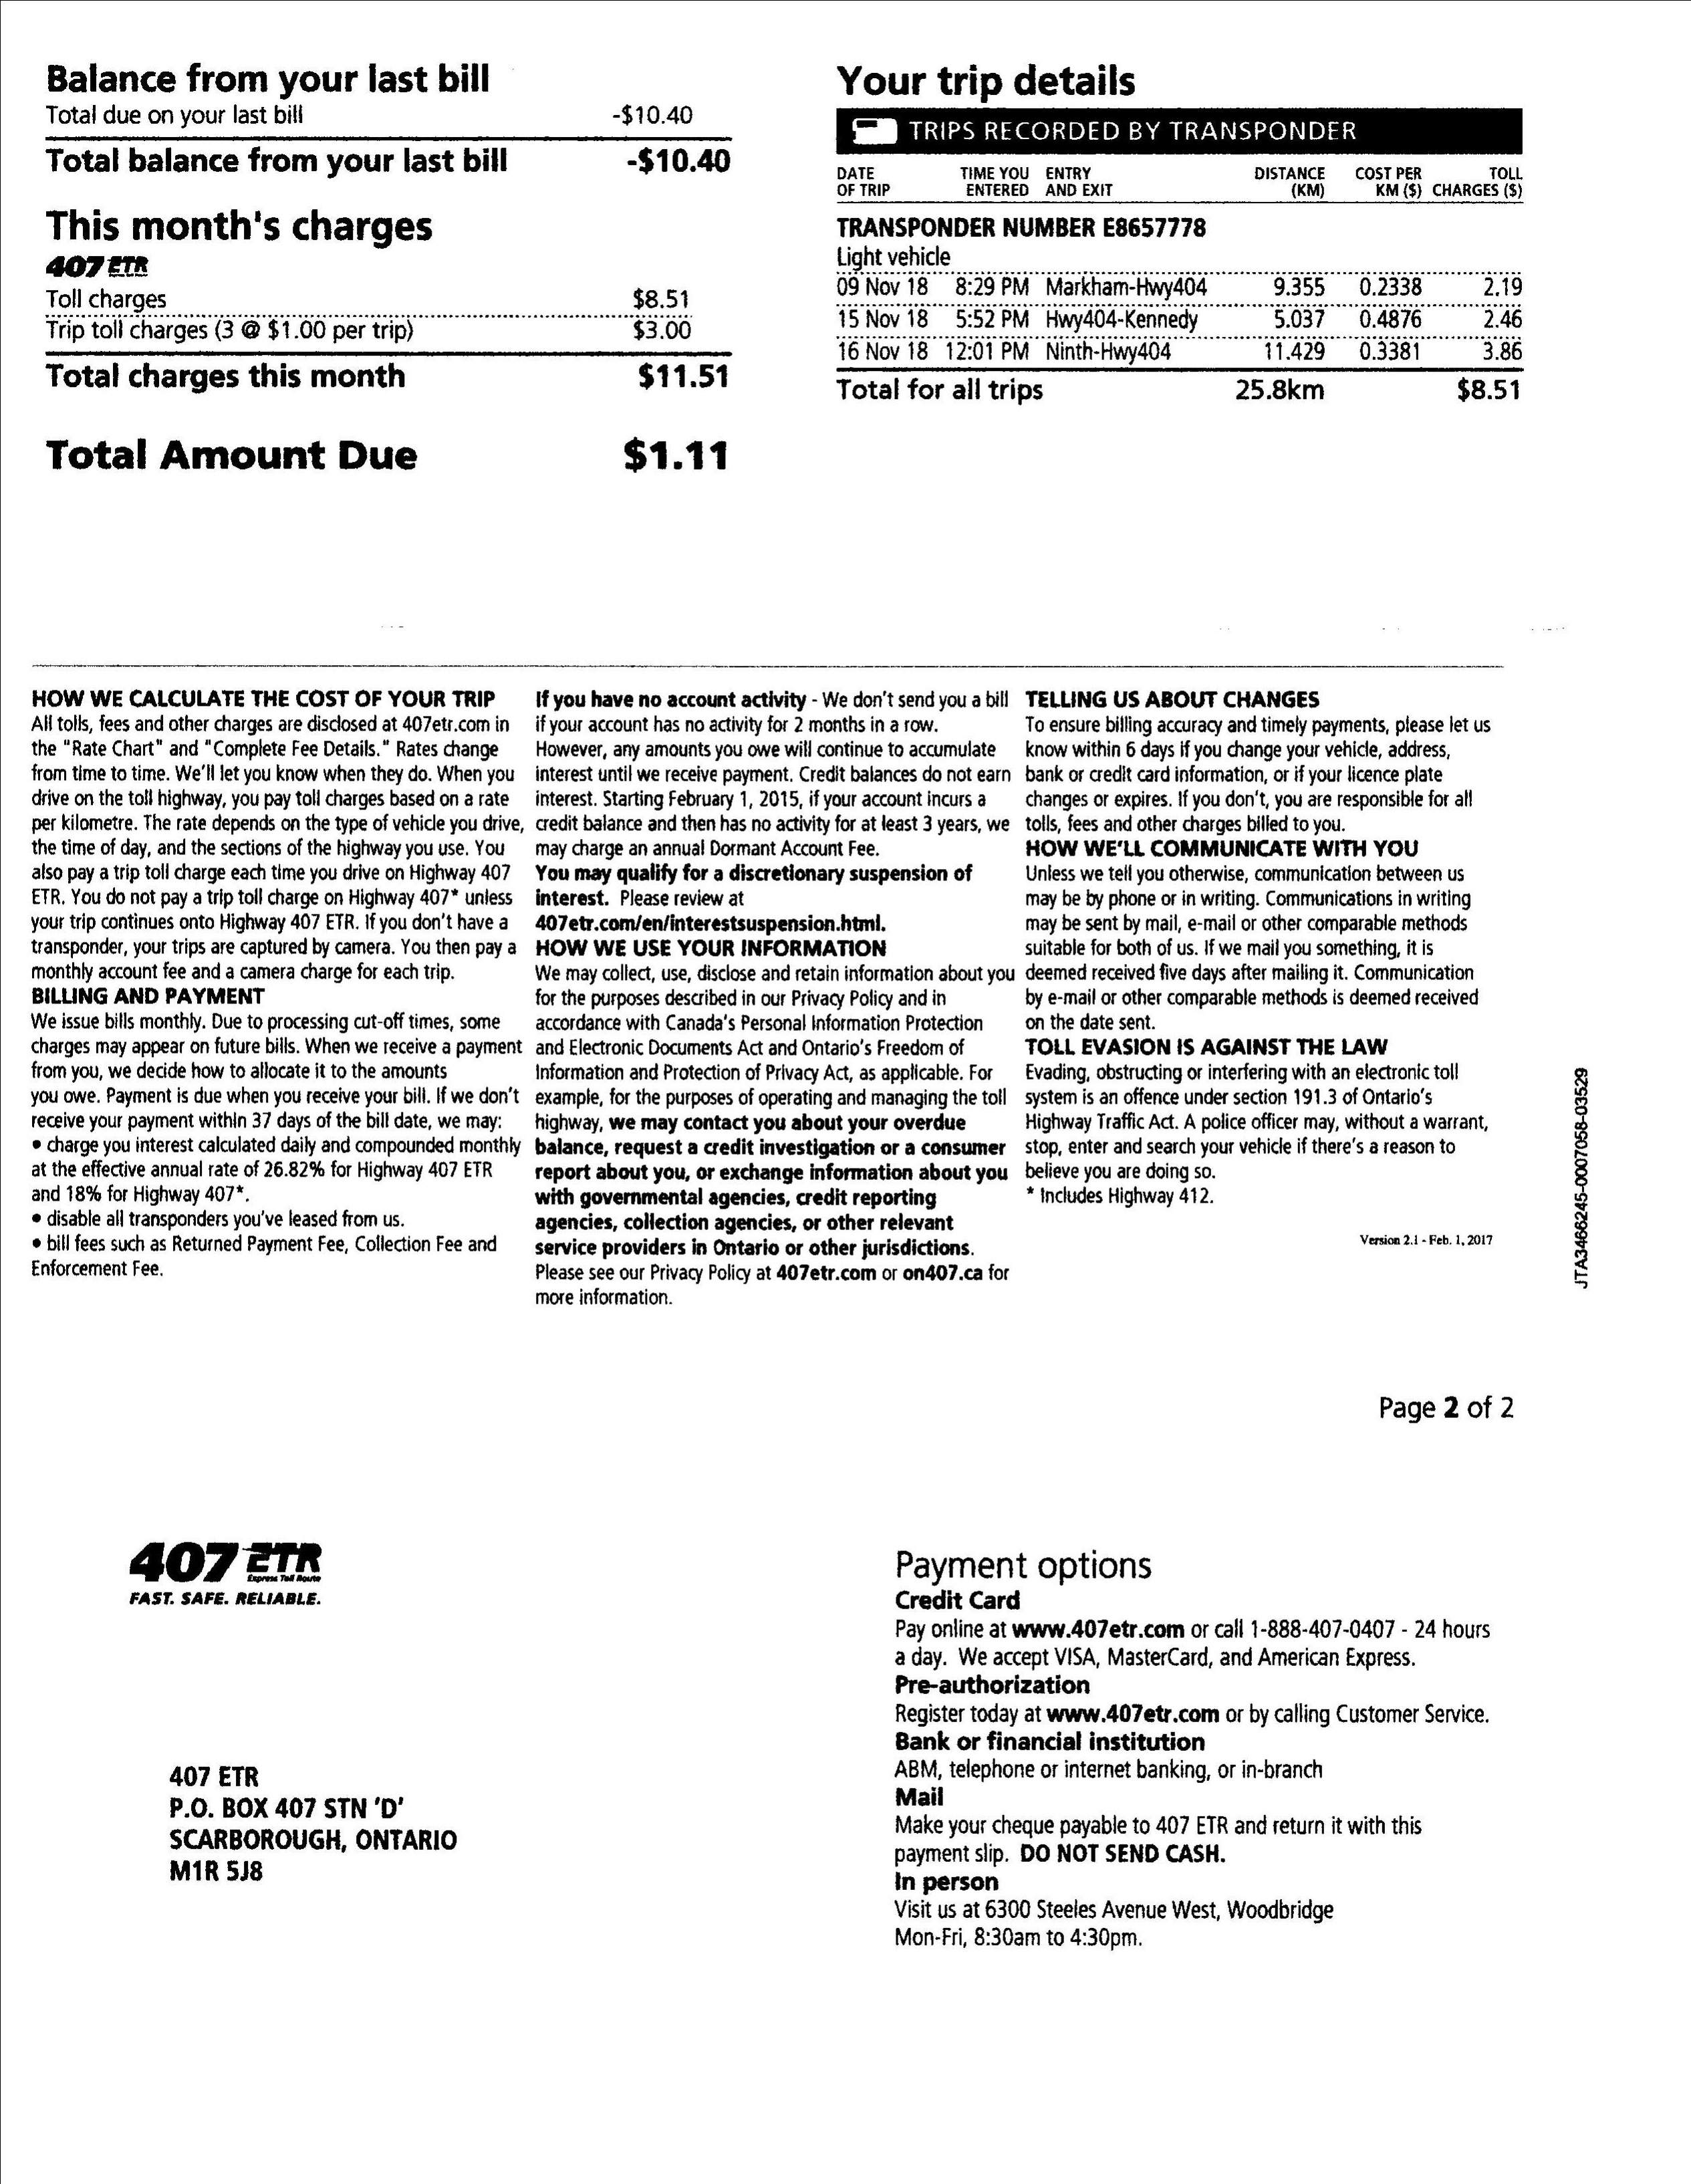 Balance from your last bill
Total due on your last bill -$10.40
Total balance from your last bill -$10.40
This month's charges
407 ETR
Toll charges $8.51
Trip toll charges (3 @ $1.00 per trip) $3.00
Total charges this month $11.51
Total Amount Due $1.11
Your trip details
TRIPS RECORDED BY TRANSPONDER
DATE TIME YOU ENTRY DISTANCE COST PER TOLL
OF TRIP ENTERED AND EXIT (KM) KM ($) CHARGES ($)
TRANSPONDER NUMBER E8657778
Light vehicle
09 Nov 18 8:29 PM Markham-Hwy404 9.355 0.2338 2.19
15 Nov 18 5:52 PM Hwy404-Kennedy 5.037 0.4876 2.46
16 Nov 18 12:01 PM Ninth-Hwy404 11.429 0.3381 3.86
Total for all trips 25.8km $8.51
HOW WE CALCULATE THE COST OF YOUR TRIP
All tolls, fees and other charges are disclosed at 407etr.com in
the "Rate Chart" and "Complete Fee Details." Rates change
from time to time. We'll let you know when they do. When you
drive on the toll highway, you pay toll charges based on a rate
per kilometre. The rate depends on the type of vehicle you drive,
the time of day, and the sections of the highway you use. You
also pay a trip toll charge each time you drive on Highway 407
ETR. You do not pay a trip toll charge on Highway 407* unless
your trip continues onto Highway 407 ETR. If you don't have a
transponder, your trips are captured by camera. You then pay a
monthly account fee and a camera charge for each trip.
BILLING AND PAYMENT
We issue bills monthly. Due to processing cut-off times, some
charges may appear on future bills. When we receive a payment
from you, we decide how to allocate it to the amounts
you owe. Payment is due when you receive your bill. If we don't
receive your payment within 37 days of the bill date, we may:
• charge you interest calculated daily and compounded monthly
at the effective annual rate of 26.82% for Highway 407 ETR
and 18% for Highway 407*.
• disable all transponders you've leased from us.
• bill fees such as Returned Payment Fee, Collection Fee and
Enforcement Fee.
If you have no account activity - We don't send you a bill
if your account has no activity for 2 months in a row.
However, any amounts you owe will continue to accumulate
interest until we receive payment. Credit balances do not earn
interest. Starting February 1, 2015, if your account incurs a
credit balance and then has no activity for at least 3 years, we
may charge an annual Dormant Account Fee.
You may qualify for a discretionary suspension of
interest. Please review at
407etr.com/en/interestsuspension.html.
HOW WE USE YOUR INFORMATION
We may collect, use, disclose and retain information about you
for the purposes described in our Privacy Policy and in
accordance with Canada's Personal Information Protection
and Electronic Documents Act and Ontario's Freedom of
Information and Protection of Privacy Act, as applicable. For
example, for the purposes of operating and managing the toll
highway, we may contact you about your overdue
balance, request a credit investigation or a consumer
report about you, or exchange information about you
with governmental agencies, credit reporting
agencies, collection agencies, or other relevant
service providers in Ontario or other jurisdictions.
Please see our Privacy Policy at 407etr.com or on407.ca for
more information.
TELLING US ABOUT CHANGES
To ensure billing accuracy and timely payments, please let us
know within 6 days if you change your vehicle, address,
bank or credit card information, or if your licence plate
changes or expires. If you don't, you are responsible for all
tolls, fees and other charges billed to you.
HOW WE'LL COMMUNICATE WITH YOU
Unless we tell you otherwise, communication between us
may be by phone or in writing. Communications in writing
may be sent by mail, e-mail or other comparable methods
suitable for both of us. If we mail you something, it is
deemed received five days after mailing it. Communication
by e-mail or other comparable methods is deemed received
on the date sent.
TOLL EVASION IS AGAINST THE LAW
Evading, obstructing or interfering with an electronic toll
system is an offence under section 191.3 of Ontario's
Highway Traffic Act. A police officer may, without a warrant,
stop, enter and search your vehicle if there's a reason to
believe you are doing so.
* Includes Highway 412.
Version 2.1 - Feb. 1, 2017
JTA3466245-0007058-03529
Page 2 of 2
407 ETR
Express Toll Route
FAST. SAFE. RELIABLE.
407 ETR
P.O. BOX 407 STN 'D'
SCARBOROUGH, ONTARIO
M1R 5J8
Payment options
Credit Card
Pay online at www.407etr.com or call 1-888-407-0407 - 24 hours
a day. We accept VISA, MasterCard, and American Express.
Pre-authorization
Register today at www.407etr.com or by calling Customer Service.
Bank or financial institution
ABM, telephone or internet banking, or in-branch
Mail
Make your cheque payable to 407 ETR and return it with this
payment slip. DO NOT SEND CASH.
In person
Visit us at 6300 Steeles Avenue West, Woodbridge
Mon-Fri, 8:30am to 4:30pm.